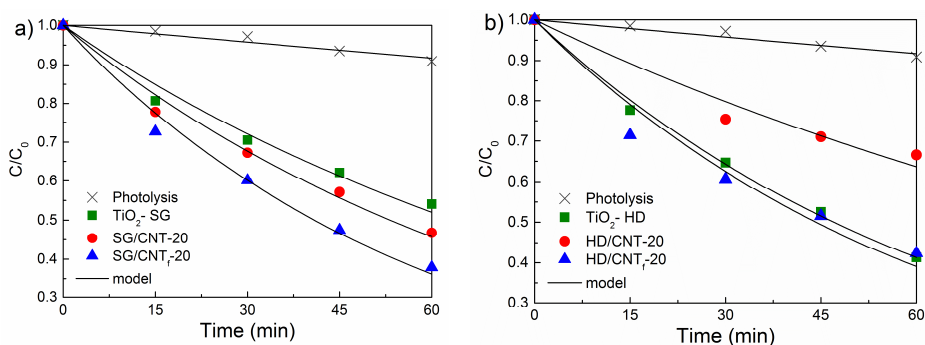 a)
1.0
0.9
0.8
0.7
0.6
0.5
0.4
0.3
C/C₀
× Photolysis
TiO₂- SG
SG/CNT-20
SG/CNTf-20
model
0 15 30 45 60
Time (min)
b)
1.0
0.9
0.8
0.7
0.6
0.5
0.4
0.3
C/C₀
Photolysis
TiO₂- HD
HD/CNT-20
HD/CNTf-20
model
0 15 30 45 60
Time (min)